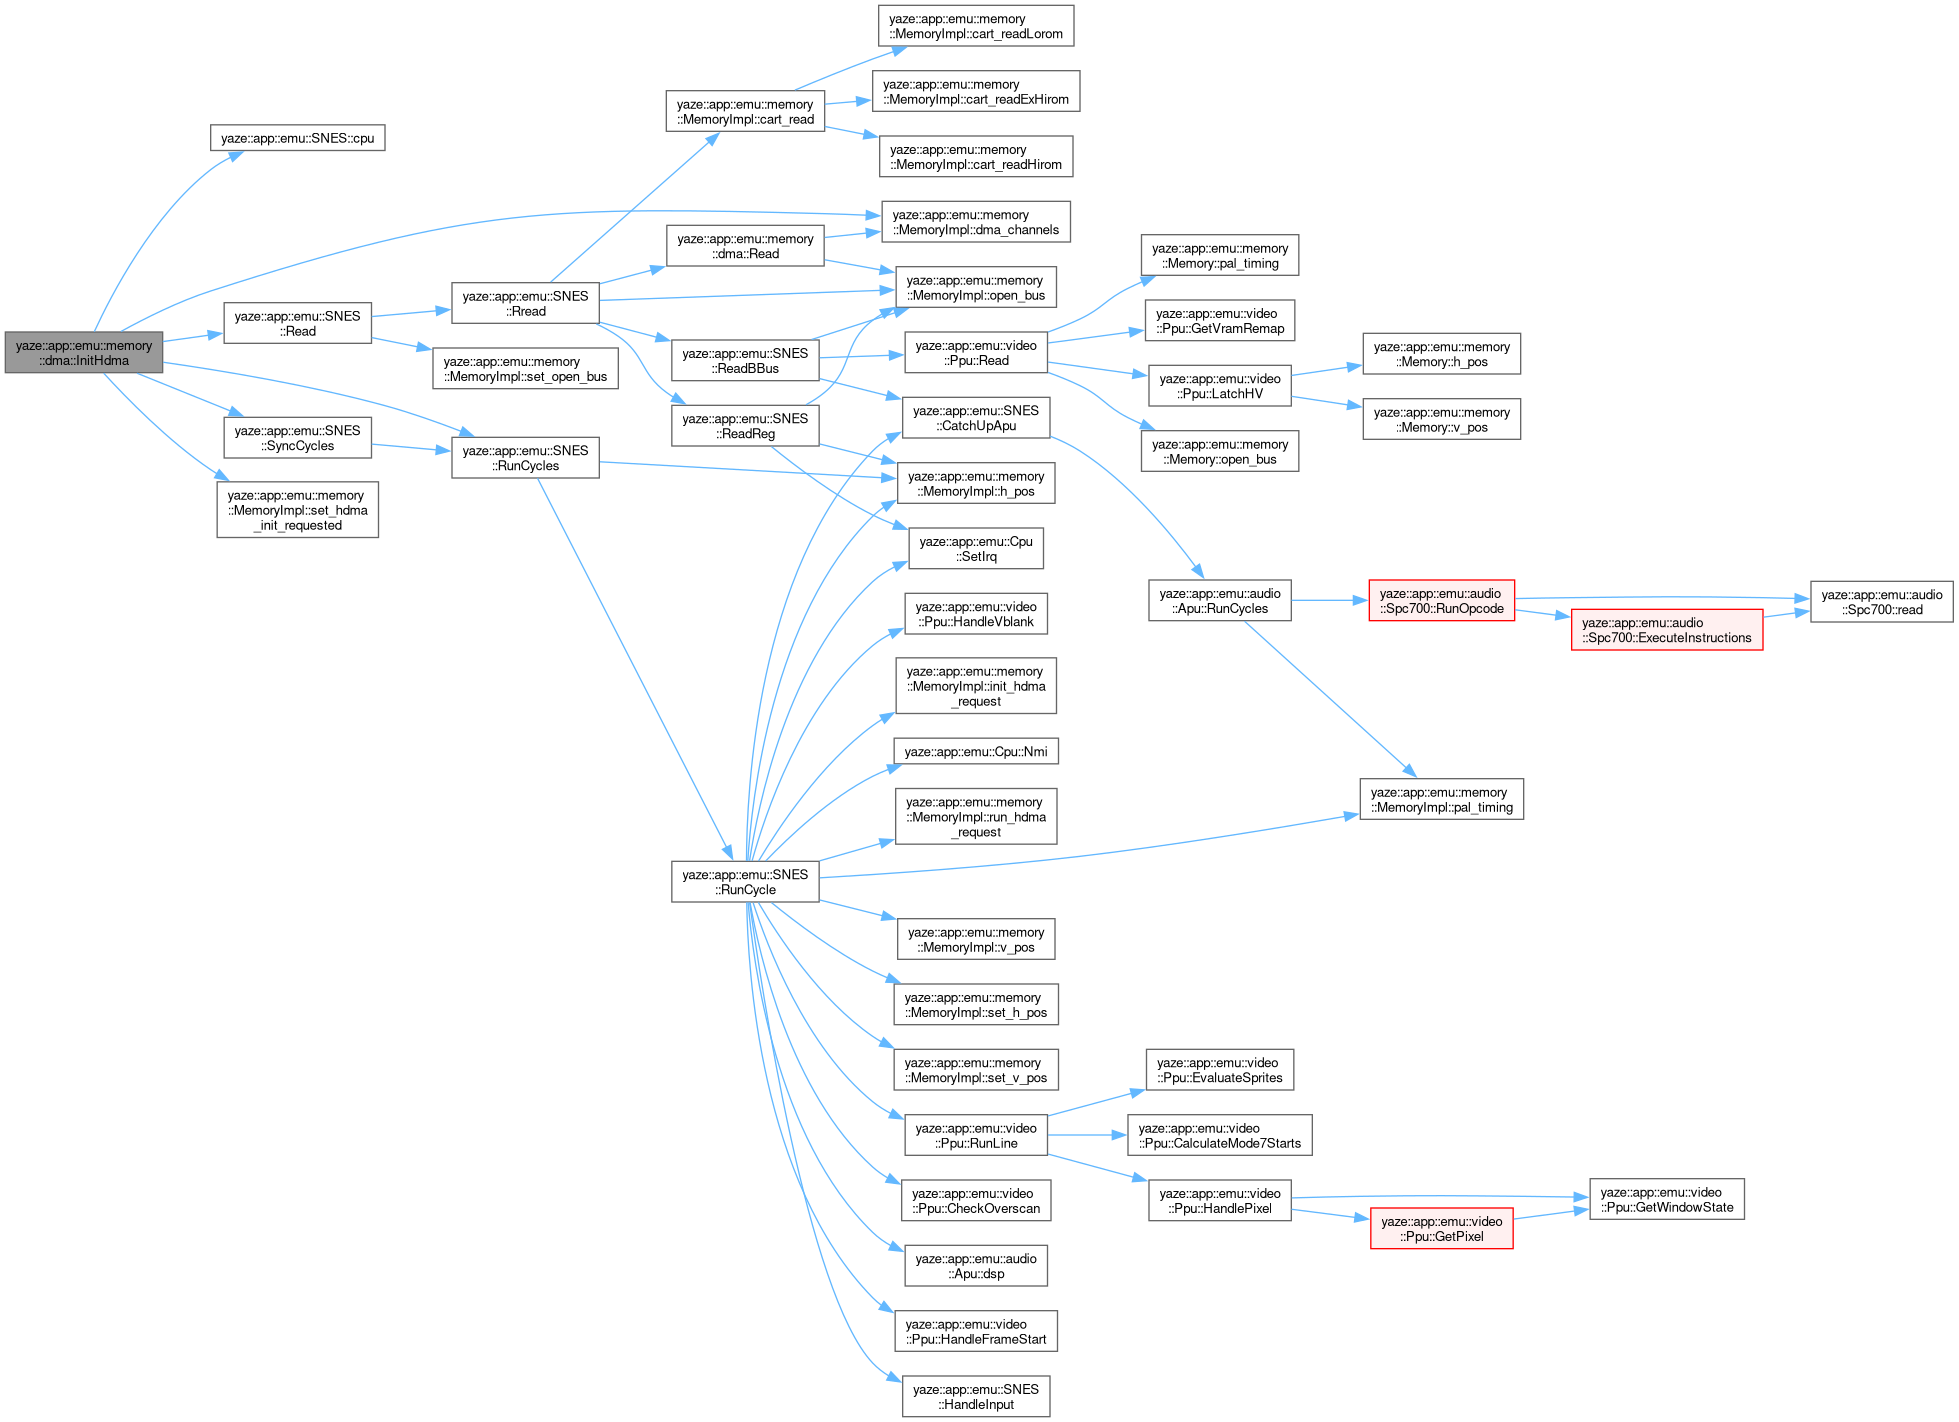 yaze::app::emu::memory
::dma::InitHdma
yaze::app::emu::SNES::cpu
yaze::app::emu::SNES
::Read
yaze::app::emu::SNES
::SyncCycles
yaze::app::emu::memory
::MemoryImpl::set_hdma
_init_requested
yaze::app::emu::SNES
::Rread
yaze::app::emu::memory
::MemoryImpl::set_open_bus
yaze::app::emu::SNES
::RunCycles
yaze::app::emu::memory
::MemoryImpl::cart_read
yaze::app::emu::memory
::dma::Read
yaze::app::emu::SNES
::ReadBBus
yaze::app::emu::SNES
::ReadReg
yaze::app::emu::SNES
::RunCycle
yaze::app::emu::memory
::MemoryImpl::cart_readLorom
yaze::app::emu::memory
::MemoryImpl::cart_readExHirom
yaze::app::emu::memory
::MemoryImpl::cart_readHirom
yaze::app::emu::memory
::MemoryImpl::dma_channels
yaze::app::emu::memory
::MemoryImpl::open_bus
yaze::app::emu::video
::Ppu::Read
yaze::app::emu::SNES
::CatchUpApu
yaze::app::emu::memory
::MemoryImpl::h_pos
yaze::app::emu::Cpu
::SetIrq
yaze::app::emu::video
::Ppu::HandleVblank
yaze::app::emu::memory
::MemoryImpl::init_hdma
_request
yaze::app::emu::Cpu::Nmi
yaze::app::emu::memory
::MemoryImpl::run_hdma
_request
yaze::app::emu::memory
::MemoryImpl::v_pos
yaze::app::emu::memory
::MemoryImpl::set_h_pos
yaze::app::emu::memory
::MemoryImpl::set_v_pos
yaze::app::emu::video
::Ppu::RunLine
yaze::app::emu::video
::Ppu::CheckOverscan
yaze::app::emu::audio
::Apu::dsp
yaze::app::emu::video
::Ppu::HandleFrameStart
yaze::app::emu::SNES
::HandleInput
yaze::app::emu::memory
::Memory::pal_timing
yaze::app::emu::video
::Ppu::GetVramRemap
yaze::app::emu::video
::Ppu::LatchHV
yaze::app::emu::memory
::Memory::open_bus
yaze::app::emu::audio
::Apu::RunCycles
yaze::app::emu::video
::Ppu::EvaluateSprites
yaze::app::emu::video
::Ppu::CalculateMode7Starts
yaze::app::emu::video
::Ppu::HandlePixel
yaze::app::emu::memory
::Memory::h_pos
yaze::app::emu::memory
::Memory::v_pos
yaze::app::emu::audio
::Spc700::RunOpcode
yaze::app::emu::memory
::MemoryImpl::pal_timing
yaze::app::emu::video
::Ppu::GetPixel
yaze::app::emu::audio
::Spc700::ExecuteInstructions
yaze::app::emu::video
::Ppu::GetWindowState
yaze::app::emu::audio
::Spc700::read